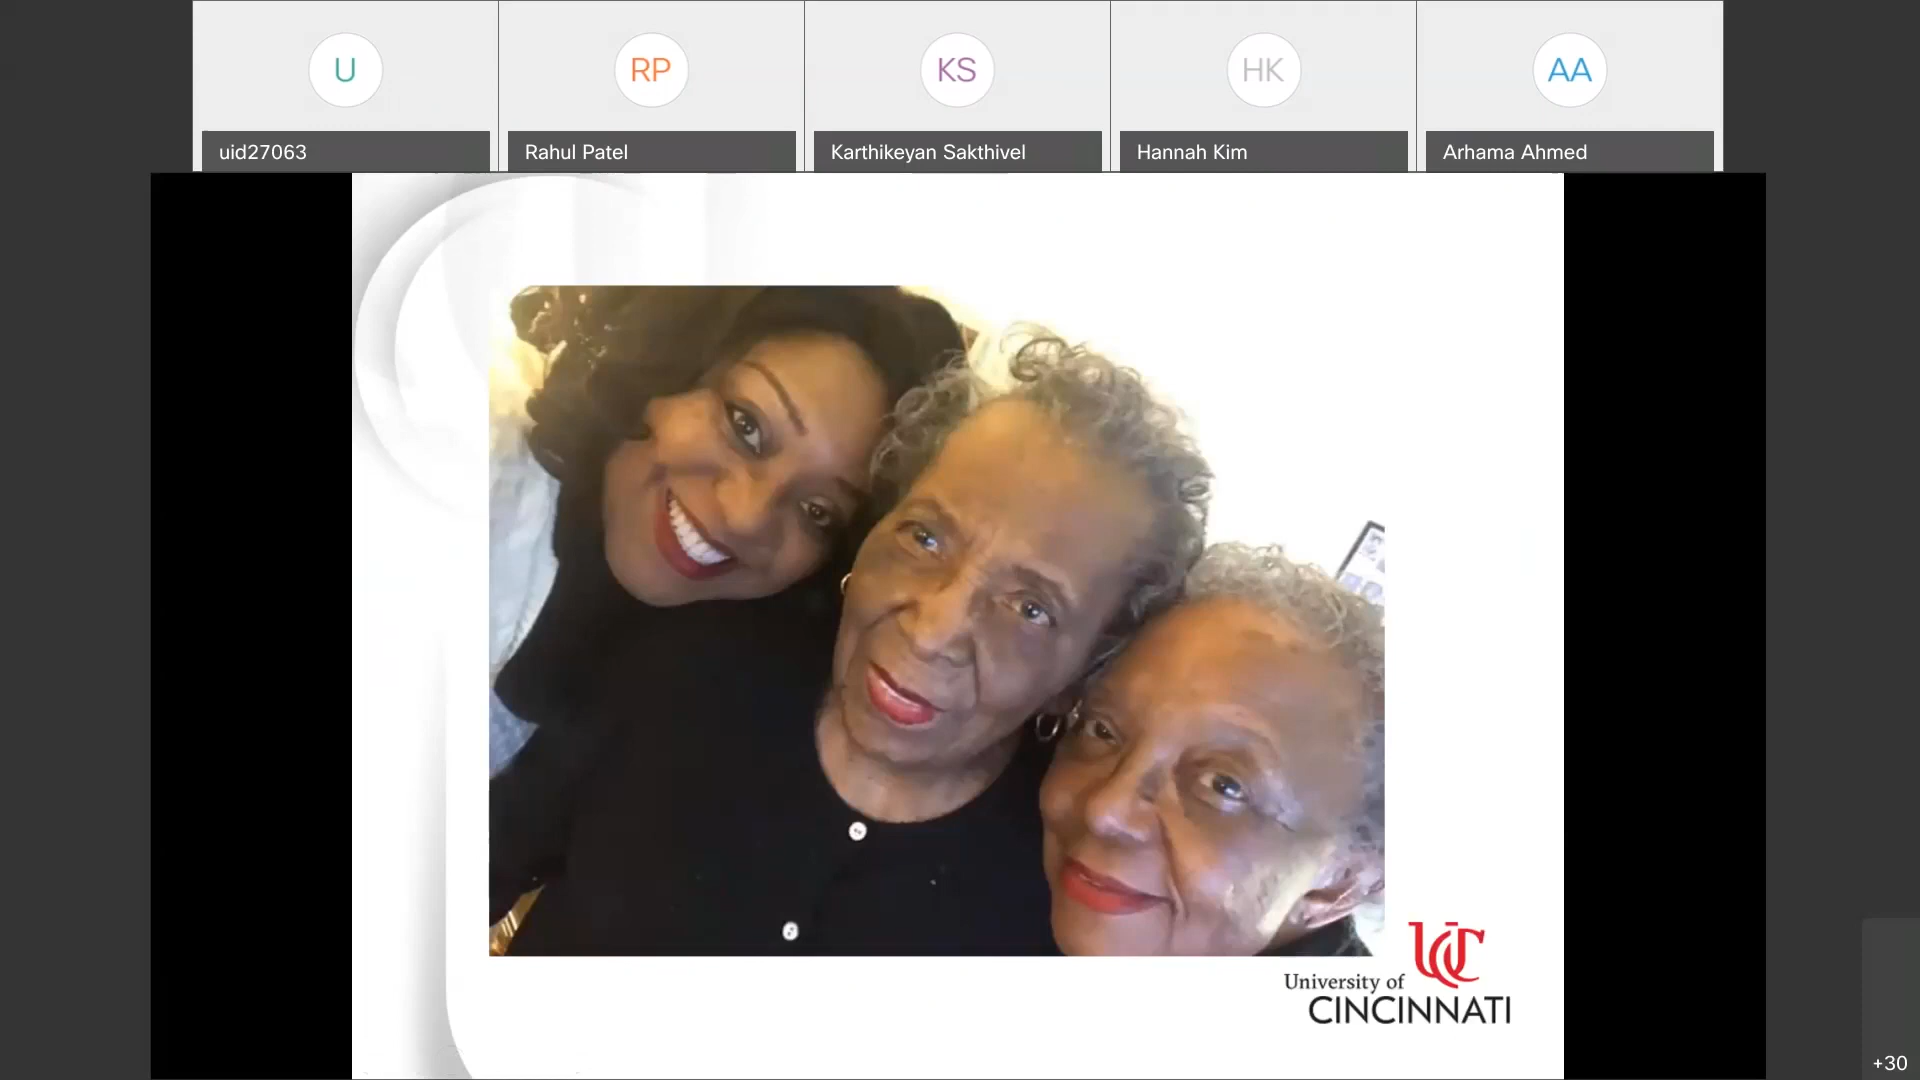 U
RP
KS
HK
AA
uid27063
Rahul Patel
Karthikeyan Sakthivel
Hannah Kim
Arhama Ahmed
UC
University of
CINCINNATI
+30